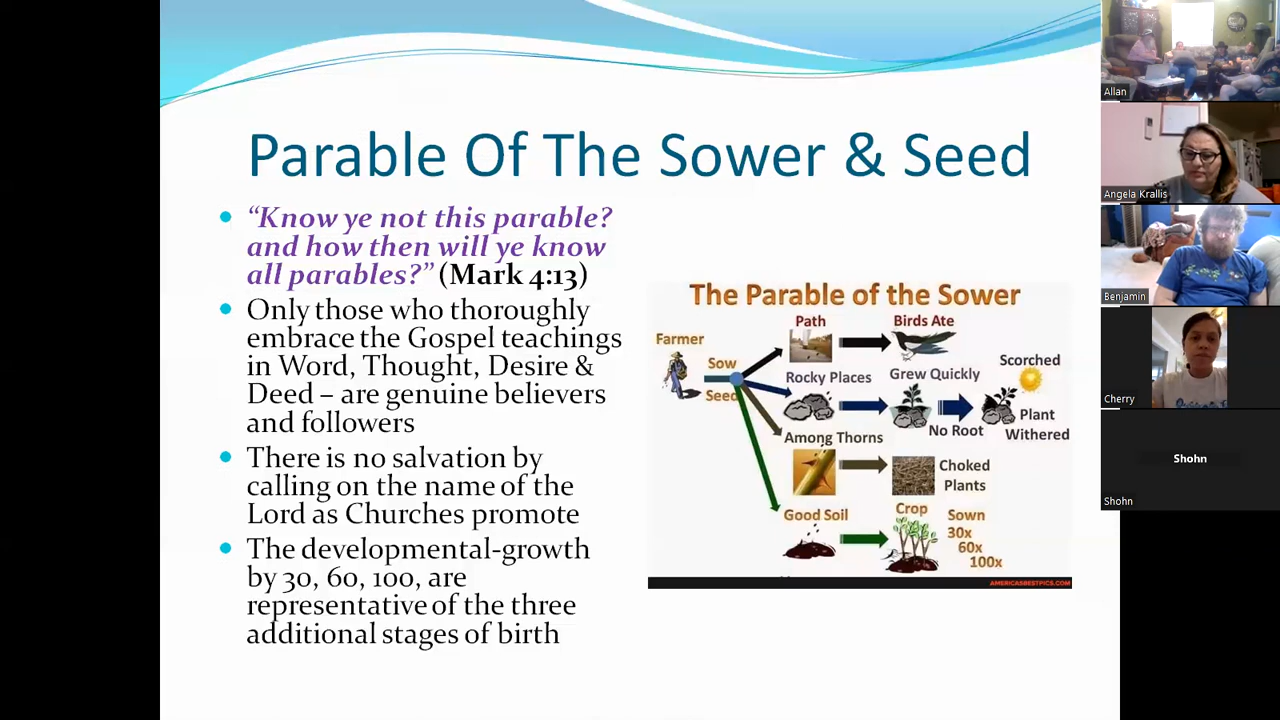 Parable Of The Sower & Seed
“Know ye not this parable?
and how then will ye know
all parables?” (Mark 4:13)
Only those who thoroughly
embrace the Gospel teachings
in Word, Thought, Desire &
Deed – are genuine believers
and followers
There is no salvation by
calling on the name of the
Lord as Churches promote
The developmental-growth
by 30, 60, 100, are
representative of the three
additional stages of birth
The Parable of the Sower
Farmer
Sow
Seed
Path
Birds Ate
Rocky Places
Grew Quickly
No Root
Scorched
Plant
Withered
Among Thorns
Choked
Plants
Good Soil
Crop
Sown
30x
60x
100x
AMERICASBESTPICS.COM
Allan
Angela Krallis
Benjamin
Cherry
Shohn
Shohn